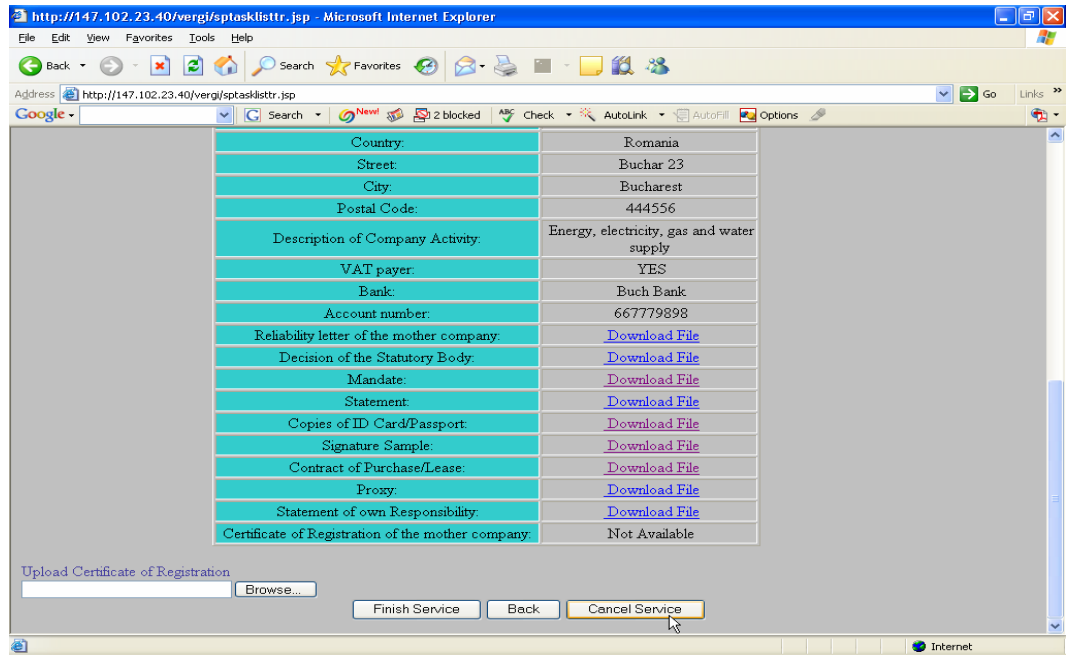 http://147.102.23.40/vergi/sptasklisttr.jsp - Microsoft Internet Explorer
File Edit View Favorites Tools Help
Back Search Favorites
Address http://147.102.23.40/vergi/sptasklisttr.jsp Go Links »
Google - G Search New! 2 blocked ABC Check AutoLink AutoFill Options
Country: Romania
Street: Buchar 23
City: Bucharest
Postal Code: 444556
Description of Company Activity: Energy, electricity, gas and water
supply
VAT payer: YES
Bank: Buch Bank
Account number: 667779898
Reliability letter of the mother company: Download File
Decision of the Statutory Body: Download File
Mandate: Download File
Statement: Download File
Copies of ID Card/Passport: Download File
Signature Sample: Download File
Contract of Purchase/Lease: Download File
Proxy: Download File
Statement of own Responsibility: Download File
Certificate of Registration of the mother company: Not Available
Upload Certificate of Registration
Browse...
Finish Service Back Cancel Service
Internet